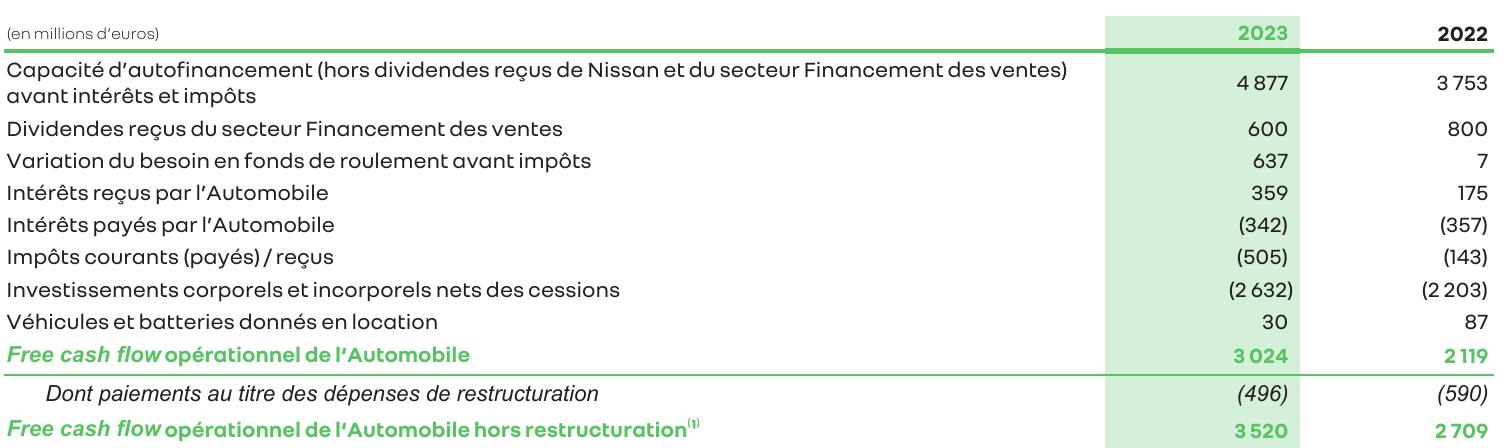 (en millions d'euros) 2023 2022
Capacité d'autofinancement (hors dividendes reçus de Nissan et du secteur Financement des ventes)
avant intérêts et impôts 4 877 3 753
Dividendes reçus du secteur Financement des ventes 600 800
Variation du besoin en fonds de roulement avant impôts 637 7
Intérêts reçus par l'Automobile 359 175
Intérêts payés par l'Automobile (342) (357)
Impôts courants (payés) / reçus (505) (143)
Investissements corporels et incorporels nets des cessions (2 632) (2 203)
Véhicules et batteries donnés en location 30 87
Free cash flow opérationnel de l'Automobile 3 024 2 119
Dont paiements au titre des dépenses de restructuration (496) (590)
Free cash flow opérationnel de l'Automobile hors restructuration(1) 3 520 2 709